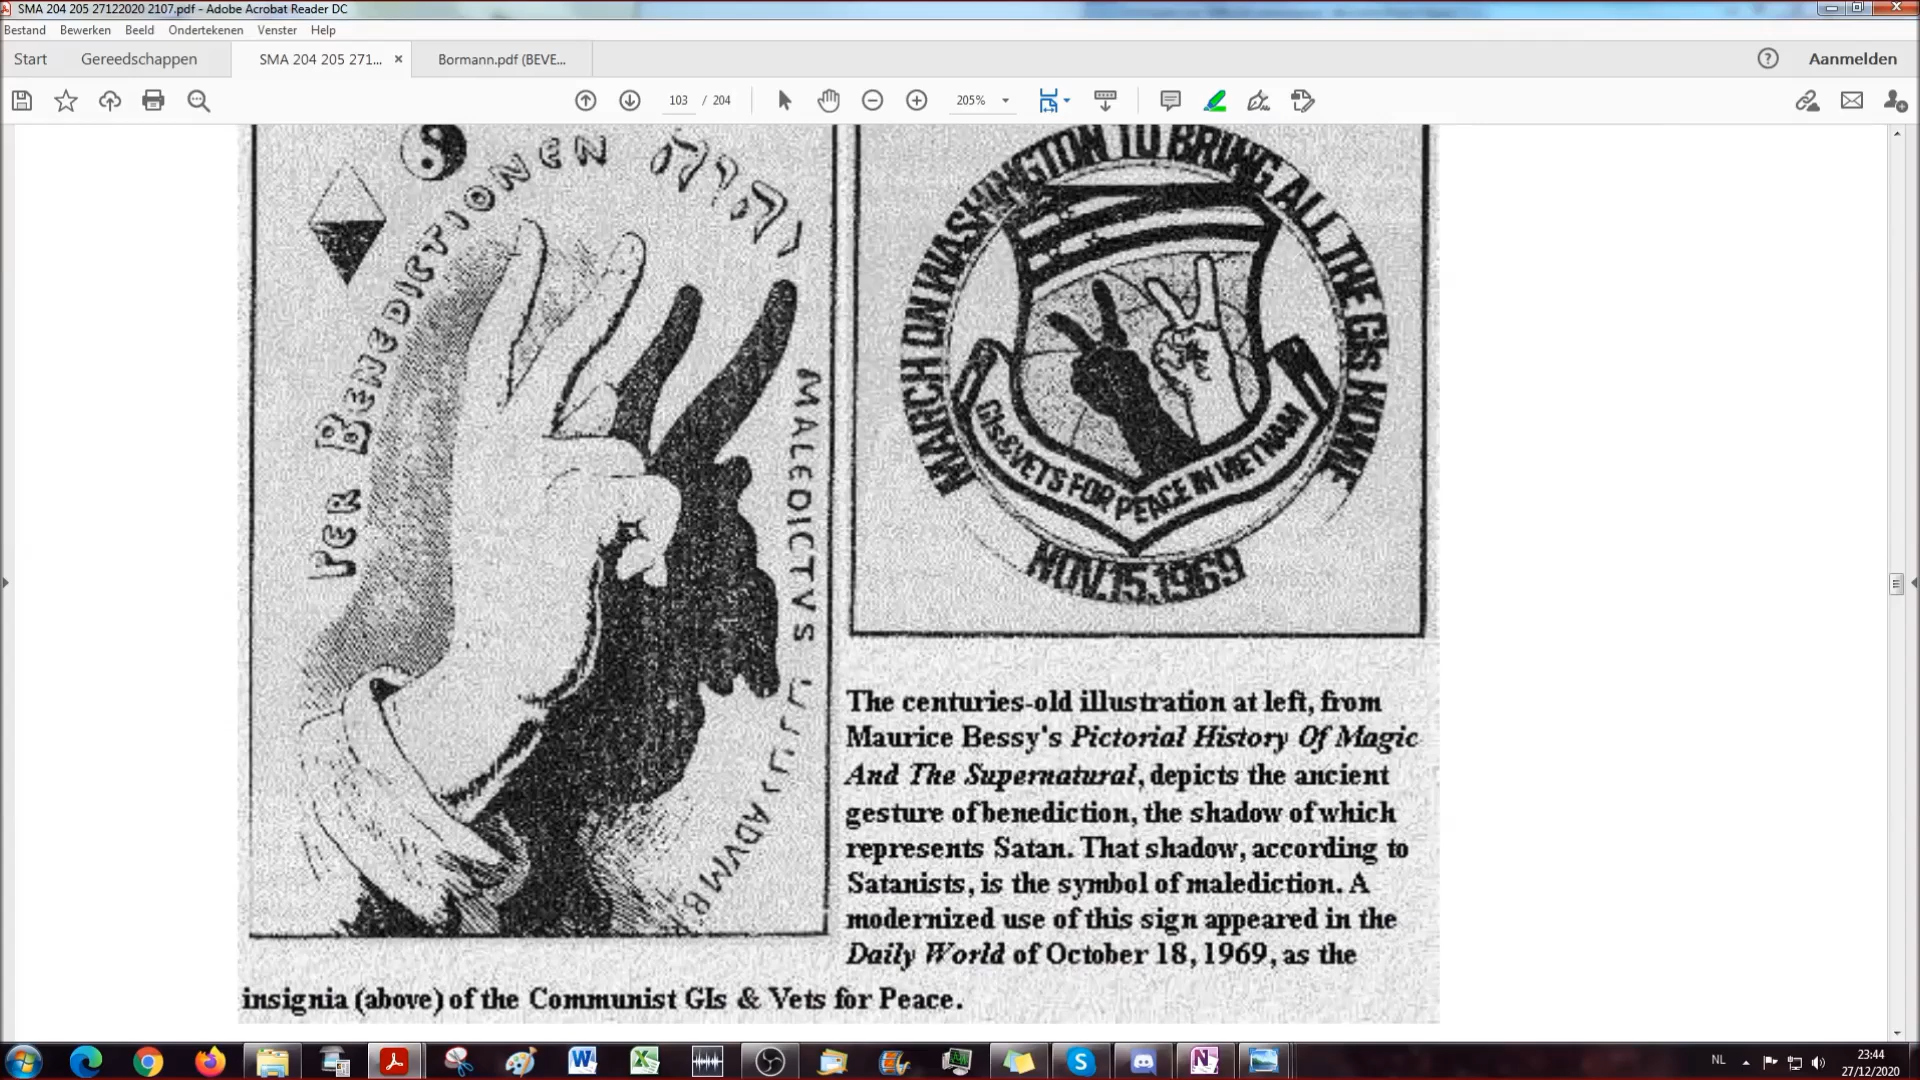 SMA 204 205 27122020 2107.pdf - Adobe Acrobat Reader DC
Bestand Bewerken Beeld Ondertekenen Venster Help
Start Gereedschappen SMA 204 205 271... × Bormann.pdf (BEVE... Aanmelden
103 / 204 205%
PER BENEDICTIONEN
MALEDICTVS
ADVMB
MARCH ON WASHINGTON TO BRING ALL THE GIs HOME
GIs & VETS FOR PEACE IN VIETNAM
NOV. 15, 1969
The centuries-old illustration at left, from
Maurice Bessy's Pictorial History Of Magic
And The Supernatural, depicts the ancient
gesture of benediction, the shadow of which
represents Satan. That shadow, according to
Satanists, is the symbol of malediction. A
modernized use of this sign appeared in the
Daily World of October 18, 1969, as the
insignia (above) of the Communist GIs & Vets for Peace.
NL 23:44
27/12/2020